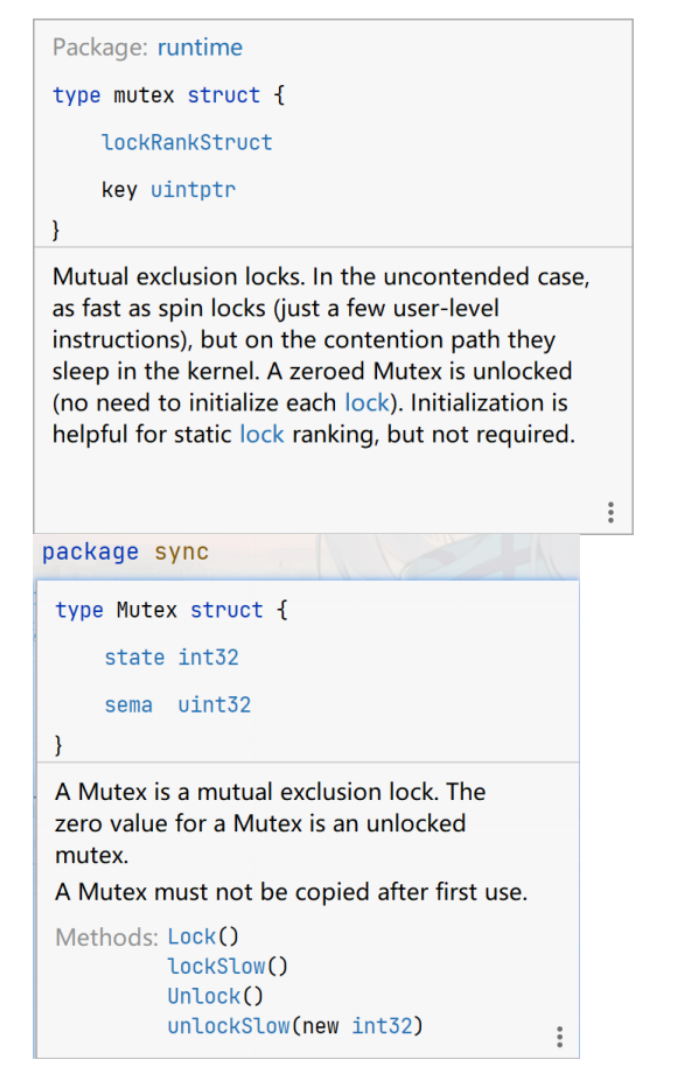 Package: runtime
type mutex struct {
lockRankStruct
key uintptr
}
Mutual exclusion locks. In the uncontended case,
as fast as spin locks (just a few user-level
instructions), but on the contention path they
sleep in the kernel. A zeroed Mutex is unlocked
(no need to initialize each lock). Initialization is
helpful for static lock ranking, but not required.
package sync
type Mutex struct {
state int32
sema  uint32
}
A Mutex is a mutual exclusion lock. The
zero value for a Mutex is an unlocked
mutex.
A Mutex must not be copied after first use.
Methods: Lock()
lockSlow()
Unlock()
unlockSlow(new int32)